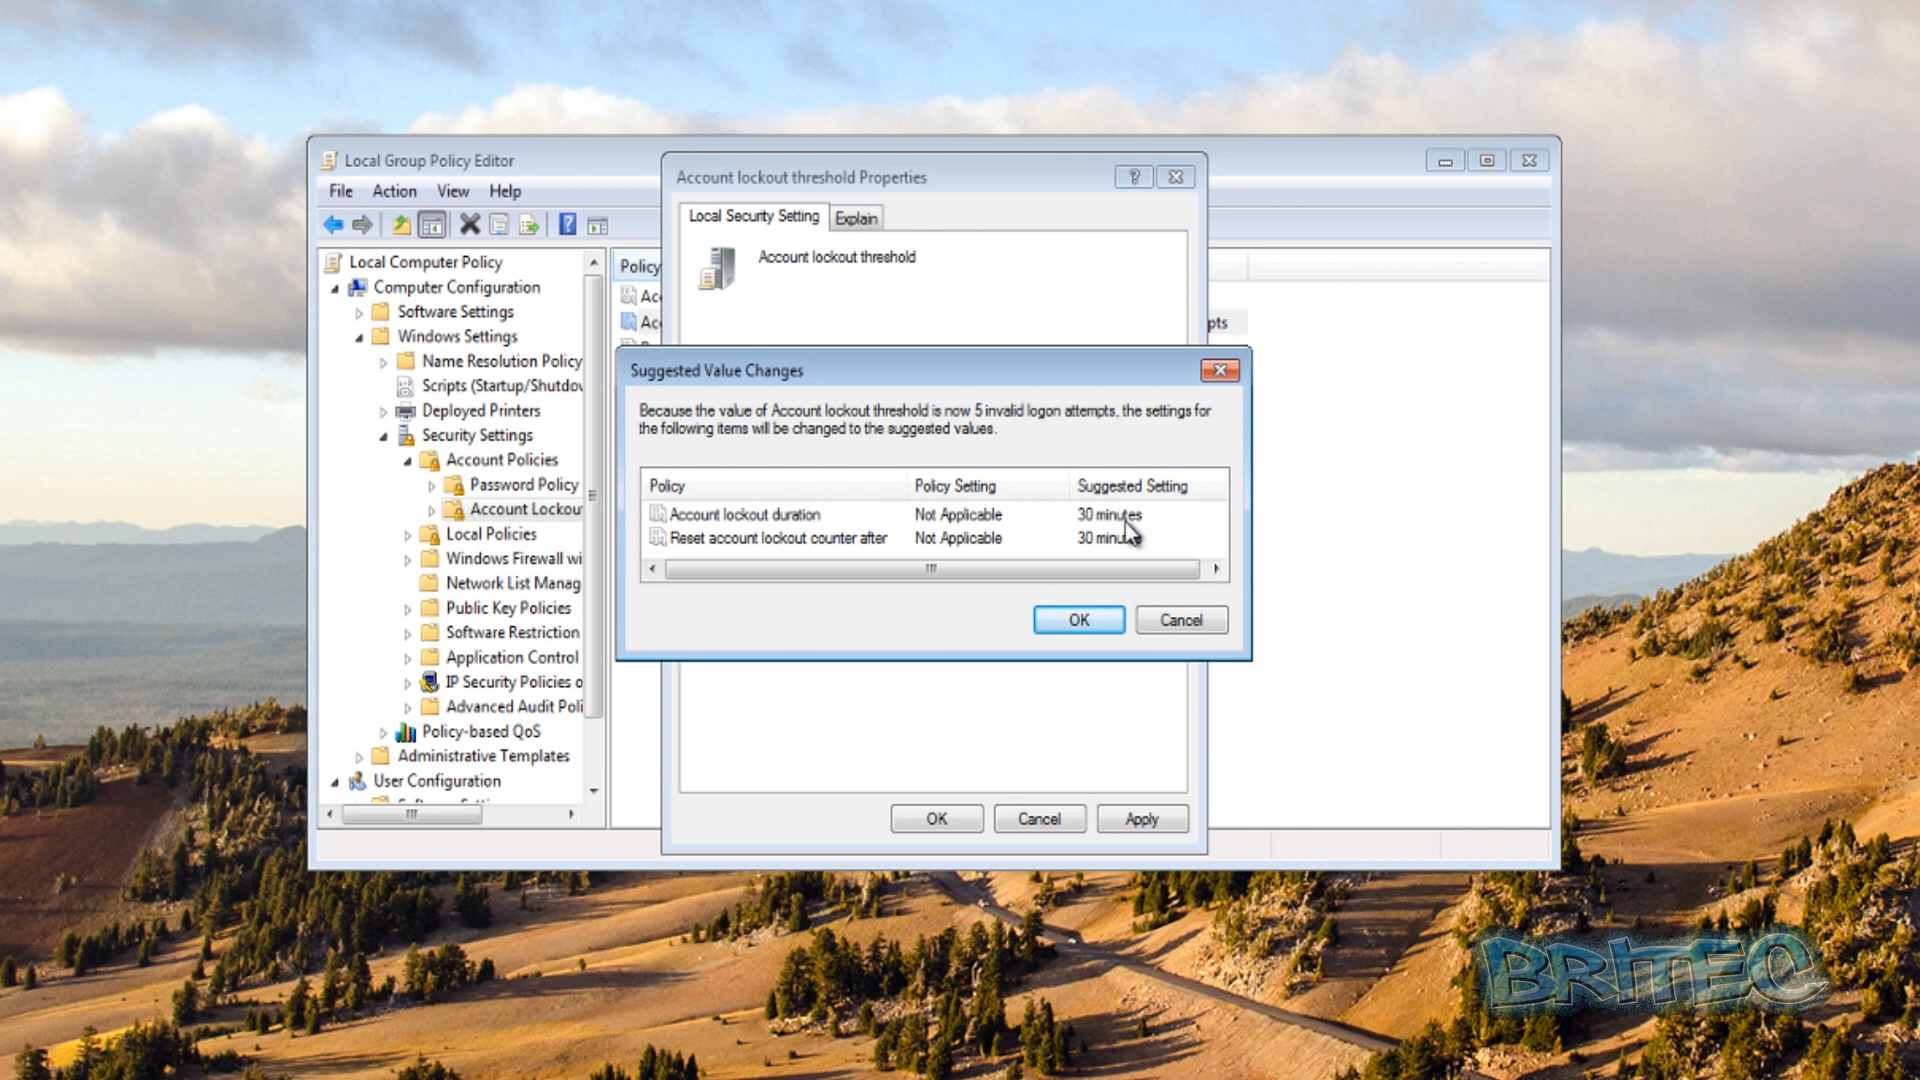 Local Group Policy Editor
File Action View Help
Local Computer Policy
Computer Configuration
Software Settings
Windows Settings
Name Resolution Policy
Scripts (Startup/Shutdov
Deployed Printers
Security Settings
Account Policies
Password Policy
Account Lockou
Local Policies
Windows Firewall wi
Network List Manag
Public Key Policies
Software Restriction
Application Control
IP Security Policies o
Advanced Audit Poli
Policy-based QoS
Administrative Templates
User Configuration
Policy
Acc
Acc
pts
Account lockout threshold Properties
Local Security Setting Explain
Account lockout threshold
Suggested Value Changes
Because the value of Account lockout threshold is now 5 invalid logon attempts, the settings for
the following items will be changed to the suggested values.
Policy Policy Setting Suggested Setting
Account lockout duration Not Applicable 30 minutes
Reset account lockout counter after Not Applicable 30 minutes
OK Cancel
OK Cancel Apply
BRITEC